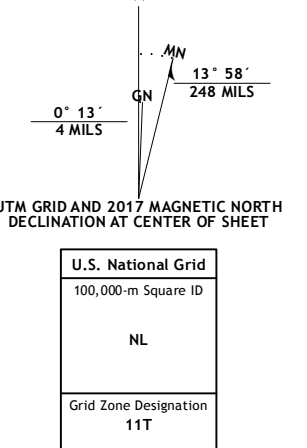 MN
13° 58´
248 MILS
GN
0° 13´
4 MILS
UTM GRID AND 2017 MAGNETIC NORTH
DECLINATION AT CENTER OF SHEET
U.S. National Grid
100,000-m Square ID
NL
Grid Zone Designation
11T